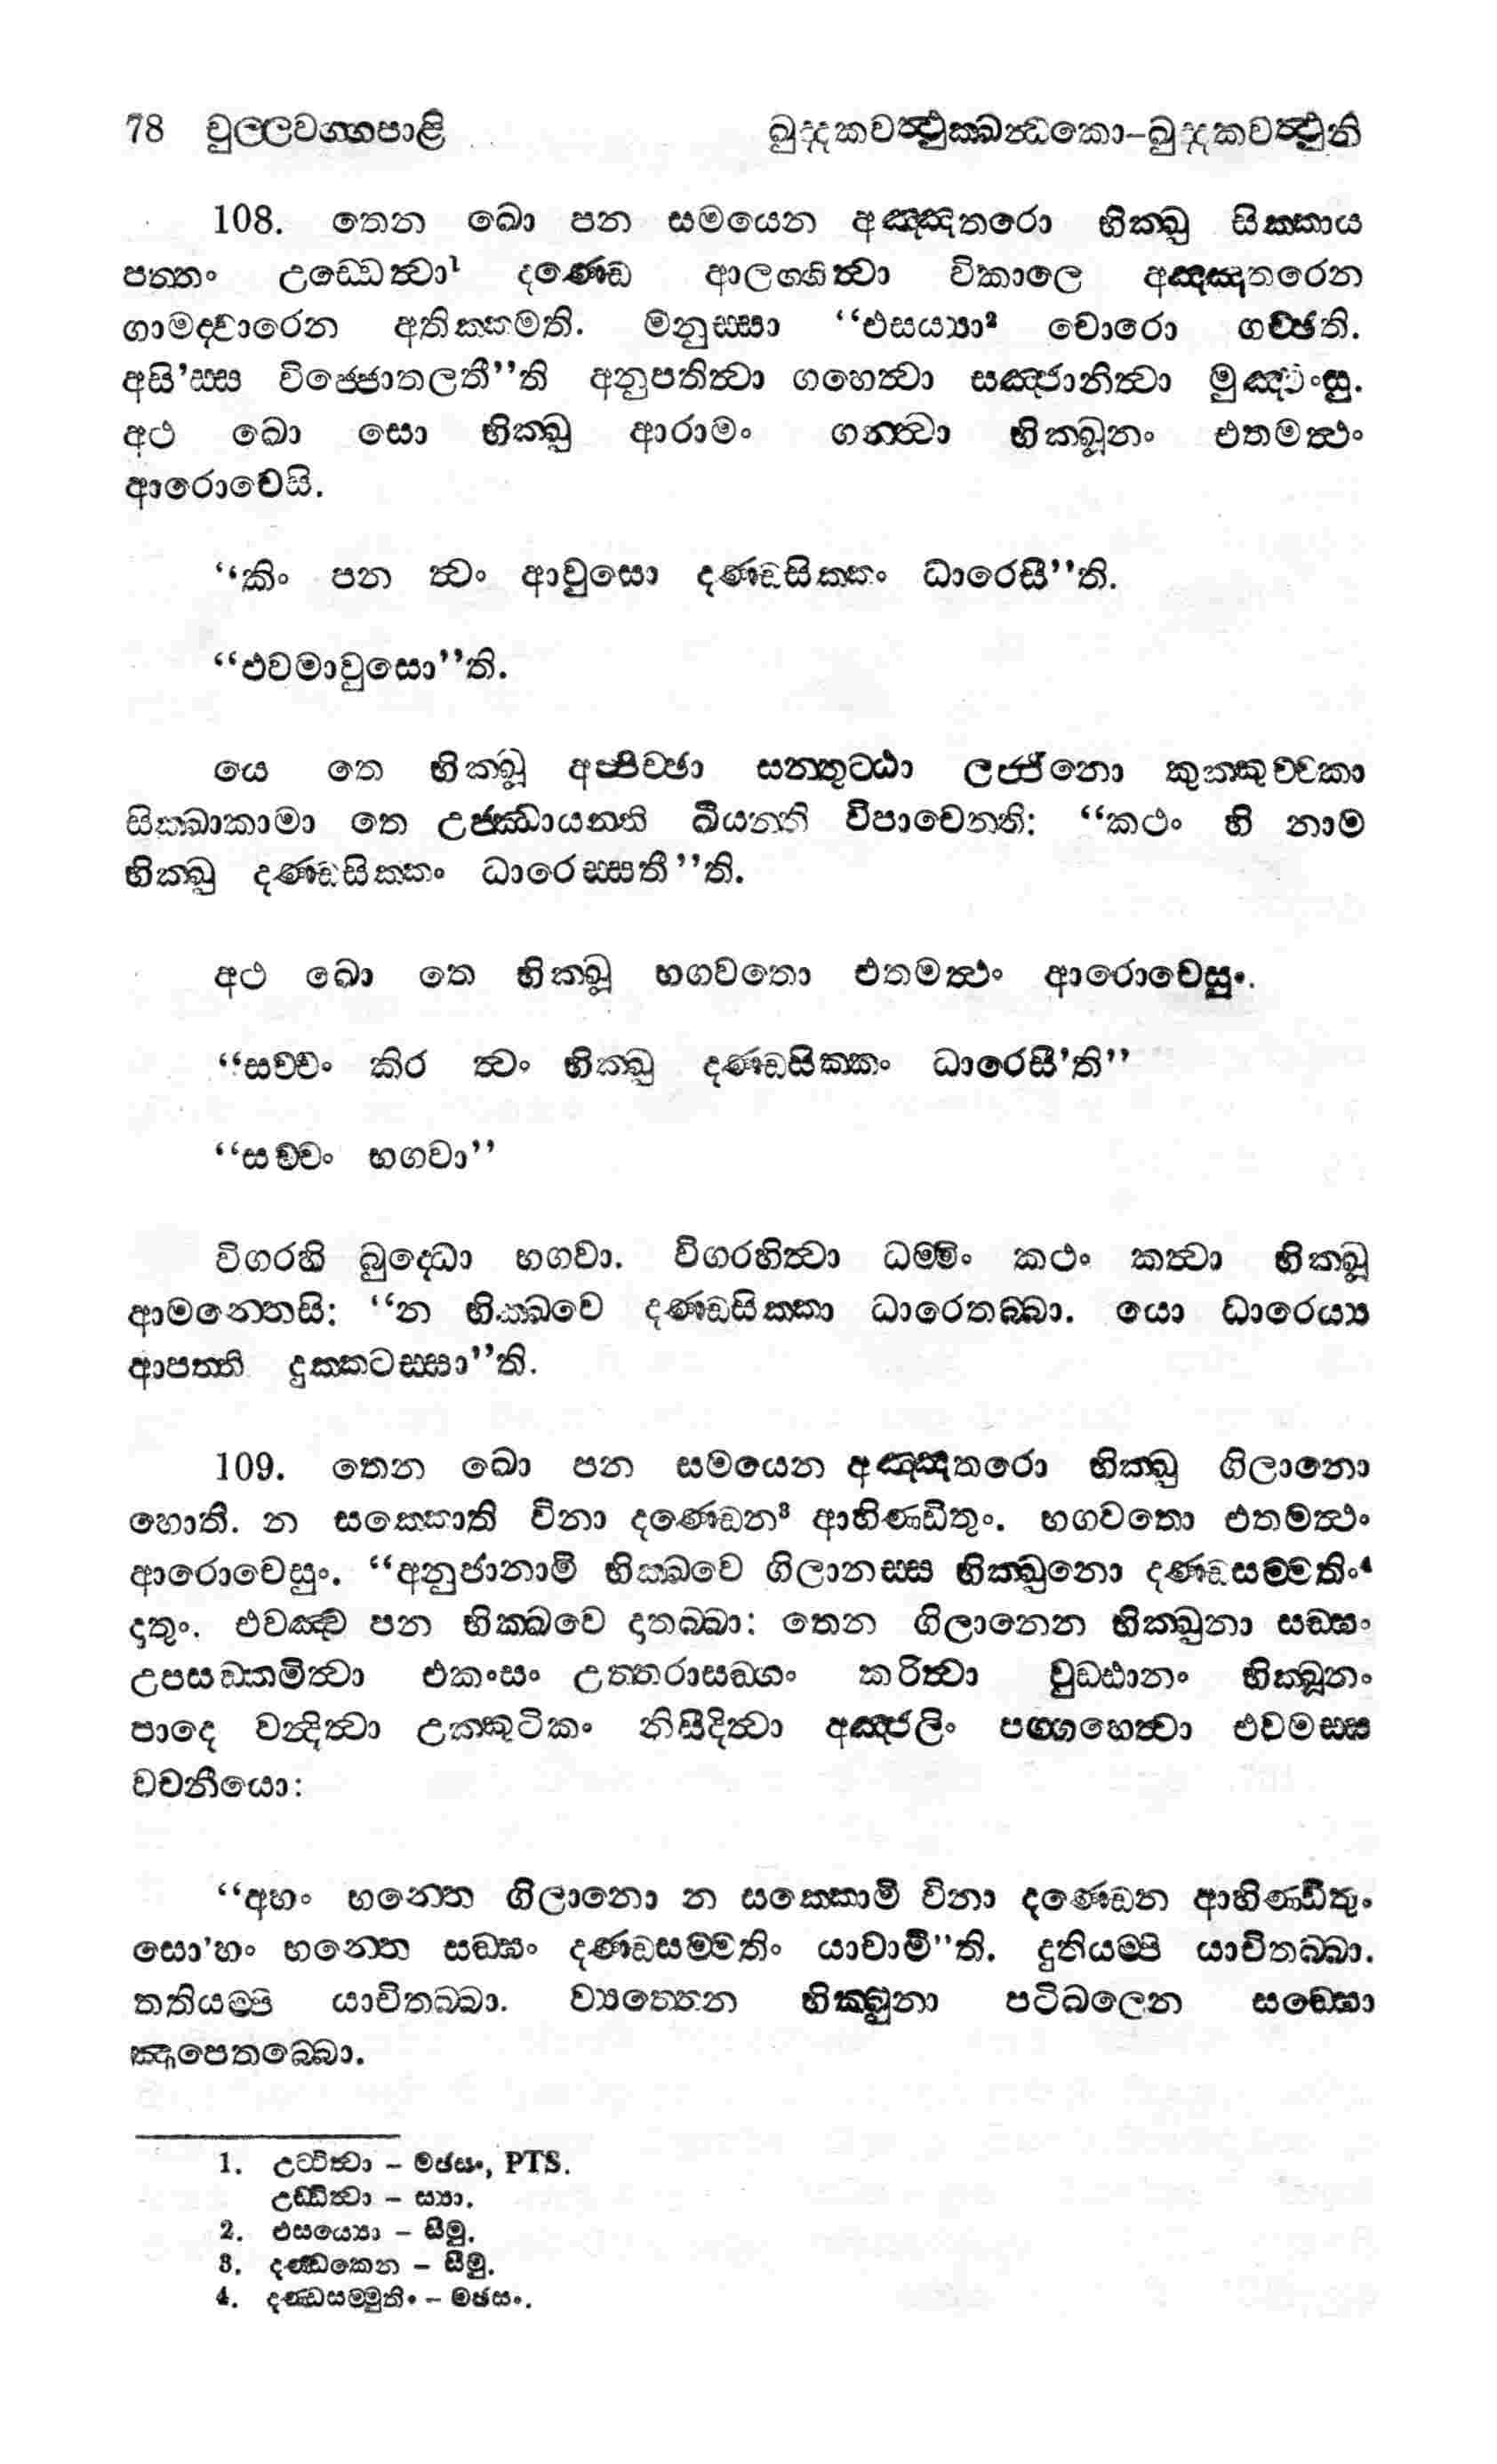 78 චුල්ලවග්ගපාළි ඛුද්දකවත්ථුක්ඛන්ධකො–ඛුද්දකවත්ථූනි
108. තෙන ඛො පන සමයෙන අඤ්ඤතරො භික්ඛු සික්කාය
පත්තං උඩ්ඩෙත්වා¹ දණ්ඩෙ ආලග්ගිත්වා විකාලෙ අඤ්ඤතරෙන
ගාමද්වාරෙන අතික්කමති. මනුස්සා “එසය්‍යා² චොරො ගච්ඡති.
අසි’ස්ස විජ්ජොතලතී”ති අනුපතිත්වා ගහෙත්වා සඤ්ජානිත්වා මුඤ්චිංසු.
අථ ඛො සො භික්ඛු ආරාමං ගන්ත්වා භික්ඛූනං එතමත්ථං
ආරොචෙසි.
“කිං පන ත්වං ආවුසො දණ්ඩසික්කං ධාරෙසී”ති.
“එවමාවුසො”ති.
යෙ තෙ භික්ඛූ අප්පිච්ඡා සන්තුට්ඨා ලජ්ජිනො කුක්කුච්චකා
සික්ඛාකාමා තෙ උජ්ඣායන්ති ඛීයන්ති විපාචෙන්ති: “කථං හි නාම
භික්ඛු දණ්ඩසික්කං ධාරෙස්සතී”ති.
අථ ඛො තෙ භික්ඛූ භගවතො එතමත්ථං ආරොචෙසුං.
“සච්චං කිර ත්වං භික්ඛු දණ්ඩසික්කං ධාරෙසී’ති”
“සච්චං භගවා”
විගරහි බුද්ධො භගවා. විගරහිත්වා ධම්මිං කථං කත්වා භික්ඛූ
ආමන්තෙසි: “න භික්ඛවෙ දණ්ඩසික්කා ධාරෙතබ්බා. යො ධාරෙය්‍ය
ආපත්ති දුක්කටස්සා”ති.
109. තෙන ඛො පන සමයෙන අඤ්ඤතරො භික්ඛු ගිලානො
හොති. න සක්කොති විනා දණ්ඩෙන³ ආහිණ්ඩිතුං. භගවතො එතමත්ථං
ආරොචෙසුං. “අනුජානාමි භික්ඛවෙ ගිලානස්ස භික්ඛුනො දණ්ඩසම්මතිං⁴
දාතුං. එවඤ්ච පන භික්ඛවෙ දාතබ්බා: තෙන ගිලානෙන භික්ඛුනා සඞ්ඝං
උපසඞ්කමිත්වා එකංසං උත්තරාසඞ්ගං කරිත්වා වුඩ්ඪානං භික්ඛූනං
පාදෙ වන්දිත්වා උක්කුටිකං නිසීදිත්වා අඤ්ජලිං පග්ගහෙත්වා එවමස්ස
වචනීයො:
“අහං භන්තෙ ගිලානො න සක්කොමි විනා දණ්ඩෙන ආහිණ්ඩිතුං
සො’හං භන්තෙ සඞ්ඝං දණ්ඩසම්මතිං යාචාමි”ති. දුතියම්පි යාචිතබ්බා.
තතියම්පි යාචිතබ්බා. ව්‍යත්තෙන භික්ඛුනා පටිබලෙන සඞ්ඝො
ඤාපෙතබ්බො.
1. උට්ටිත්වා – මඡසං, PTS.
උඩ්ඩිත්වා – ස්‍යා.
2. එසය්‍යො – සීමු.
3. දණ්ඩකෙන – සීමු.
4. දණ්ඩසම්මුතිං – මඡසං.